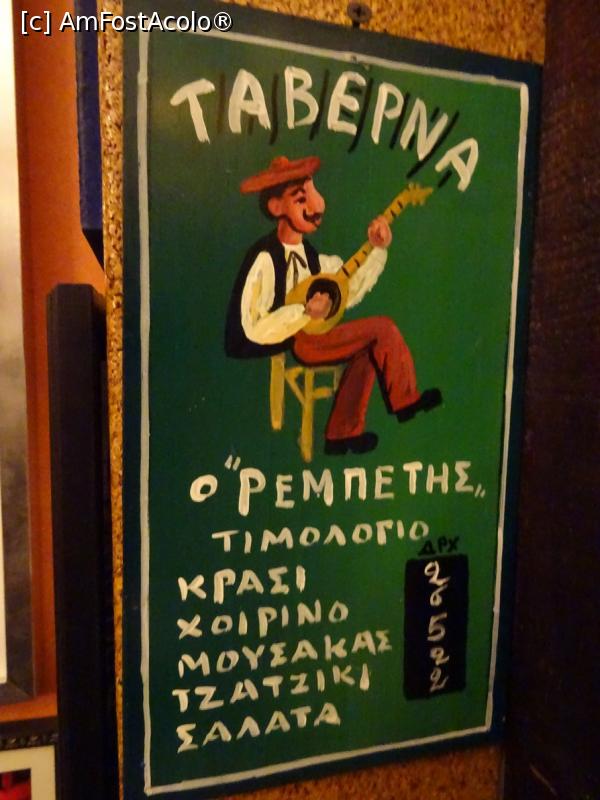 [c] AmFostAcolo®
ΤΑΒΕΡΝΑ
Ο "ΡΕΜΠΕΤΗΣ„
ΤΙΜΟΛΟΓΙΟ
ΔΡΧ
ΚΡΑΣΙ 2
ΧΟΙΡΙΝΟ 6
ΜΟΥΣΑΚΑΣ 5
ΤΖΑΤΖΙΚΙ 2
ΣΑΛΑΤΑ 2